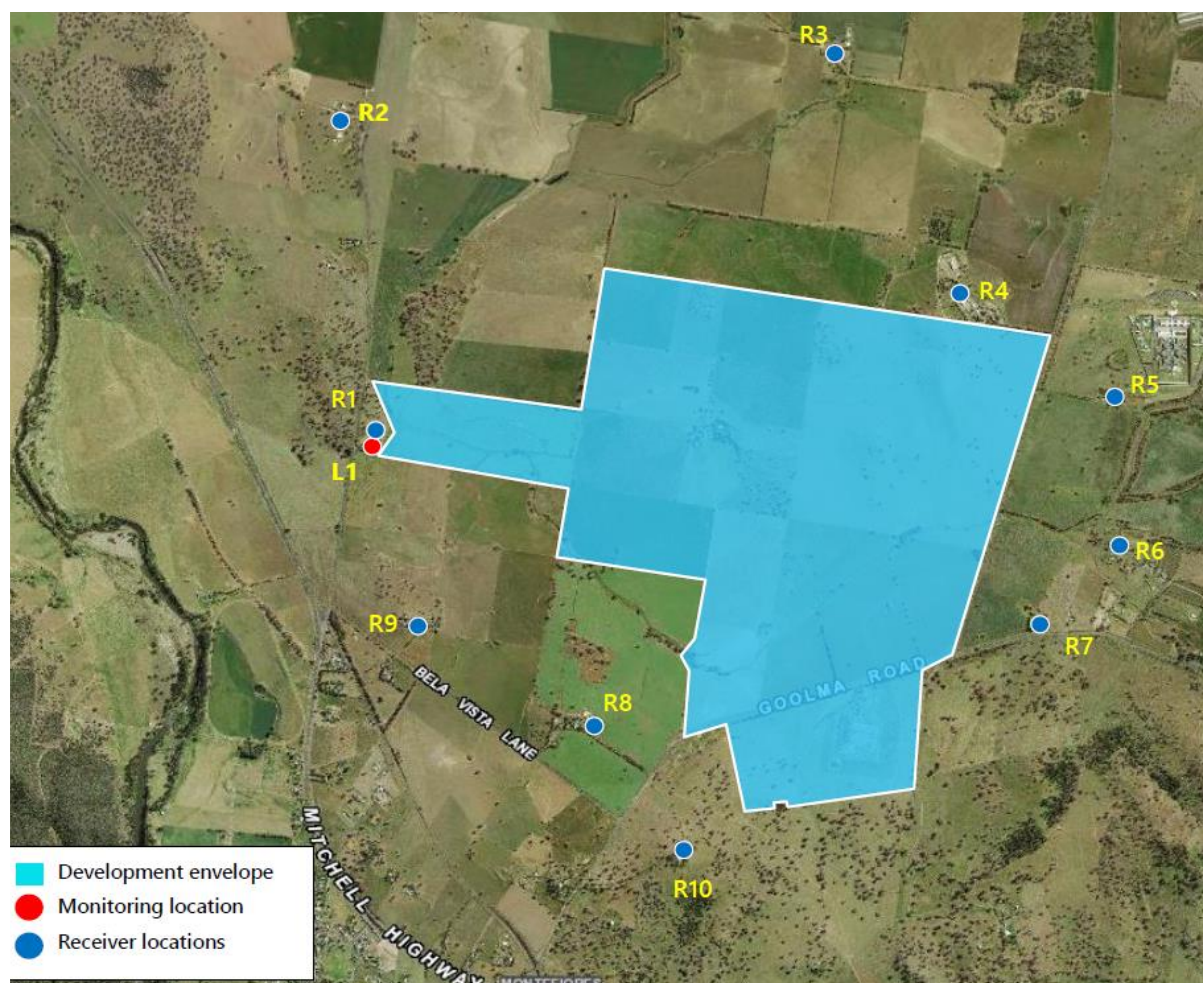 R3
R2
R4
R5
R1
L1
R6
R9
R7
GOOLMA ROAD
BELA VISTA LANE
R8
MITCHELL HIGHWAY
R10
Development envelope
Monitoring location
Receiver locations
MONTEFIORES